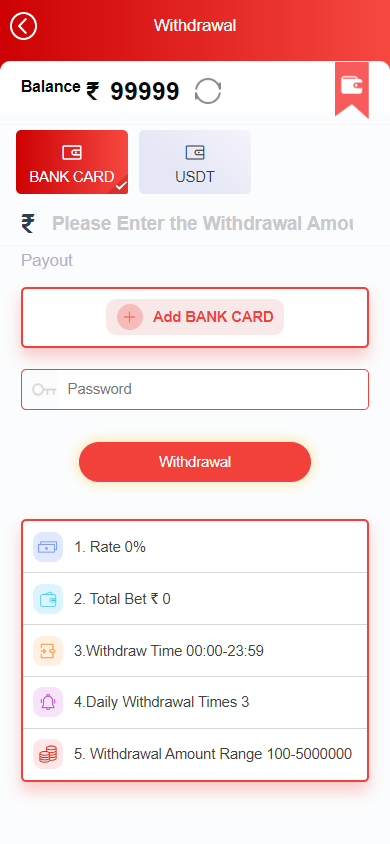 Withdrawal
Balance ₹ 99999
BANK CARD
USDT
₹ Please Enter the Withdrawal Amou
Payout
Add BANK CARD
Password
Withdrawal
1. Rate 0%
2. Total Bet ₹ 0
3.Withdraw Time 00:00-23:59
4.Daily Withdrawal Times 3
5. Withdrawal Amount Range 100-5000000